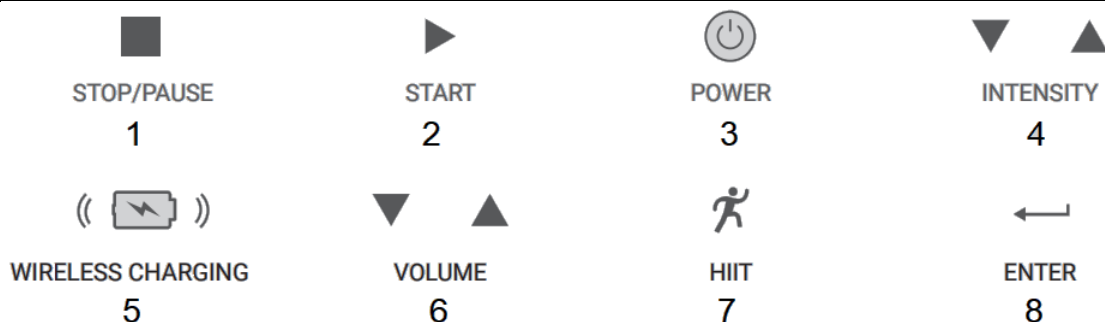 STOP/PAUSE START POWER INTENSITY
1 2 3 4
WIRELESS CHARGING VOLUME HIIT ENTER
5 6 7 8